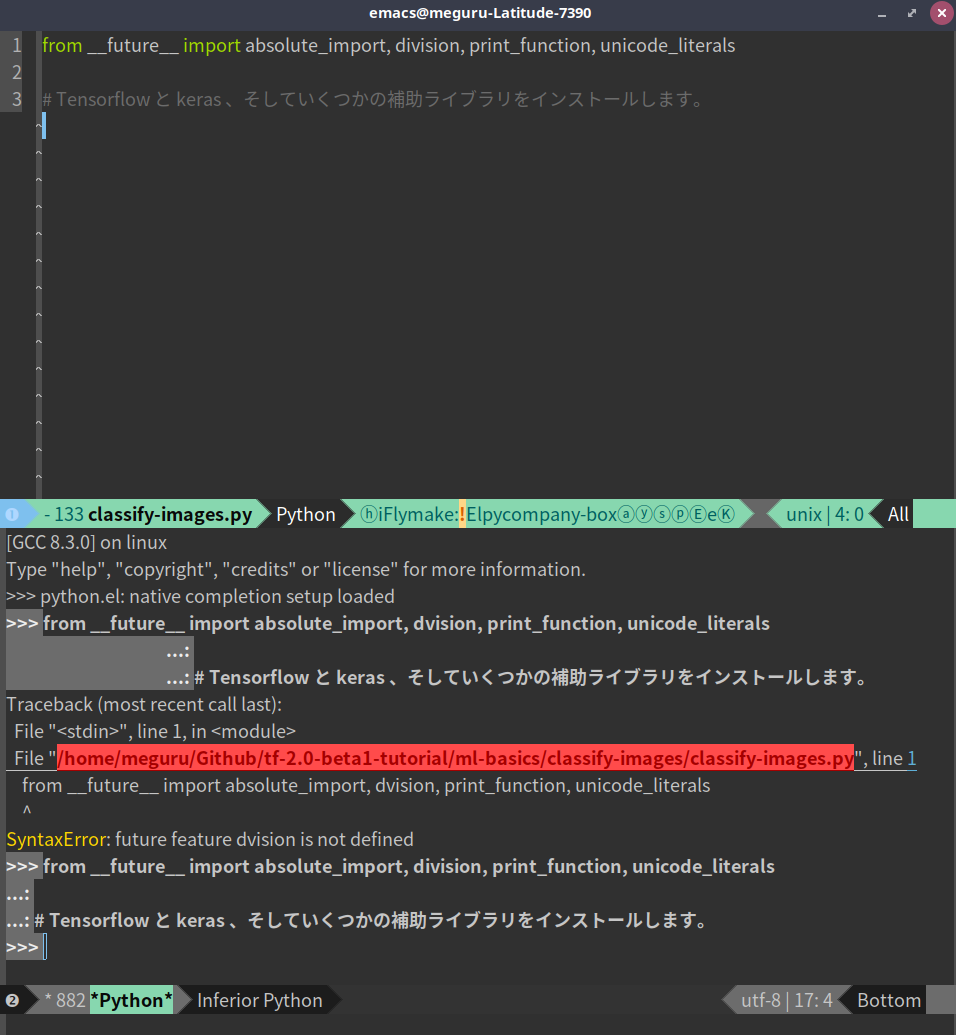 emacs@meguru-Latitude-7390
1 from __future__ import absolute_import, division, print_function, unicode_literals
2
3 # Tensorflow と keras 、そしていくつかの補助ライブラリをインストールします。
- 133 classify-images.py Python ⓗiFlymake:!Elpycompany-boxⓐⓨⓢⓟⒺeⓀ unix | 4: 0 All
[GCC 8.3.0] on linux
Type "help", "copyright", "credits" or "license" for more information.
>>> python.el: native completion setup loaded
>>> from __future__ import absolute_import, dvision, print_function, unicode_literals
...:
...: # Tensorflow と keras 、そしていくつかの補助ライブラリをインストールします。
Traceback (most recent call last):
File "<stdin>", line 1, in <module>
File "/home/meguru/Github/tf-2.0-beta1-tutorial/ml-basics/classify-images/classify-images.py", line 1
from __future__ import absolute_import, dvision, print_function, unicode_literals
^
SyntaxError: future feature dvision is not defined
>>> from __future__ import absolute_import, division, print_function, unicode_literals
...:
...: # Tensorflow と keras 、そしていくつかの補助ライブラリをインストールします。
>>>
❷ * 882 *Python* Inferior Python utf-8 | 17: 4 Bottom